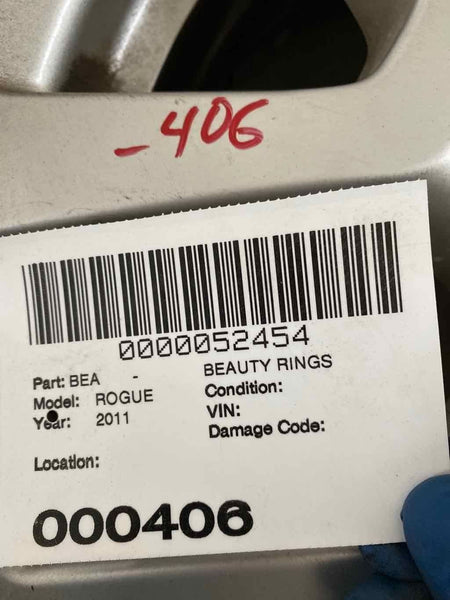 -406
0000052454
Part: BEA - BEAUTY RINGS
Model: ROGUE Condition:
Year: 2011 VIN:
Damage Code:
Location:
000406